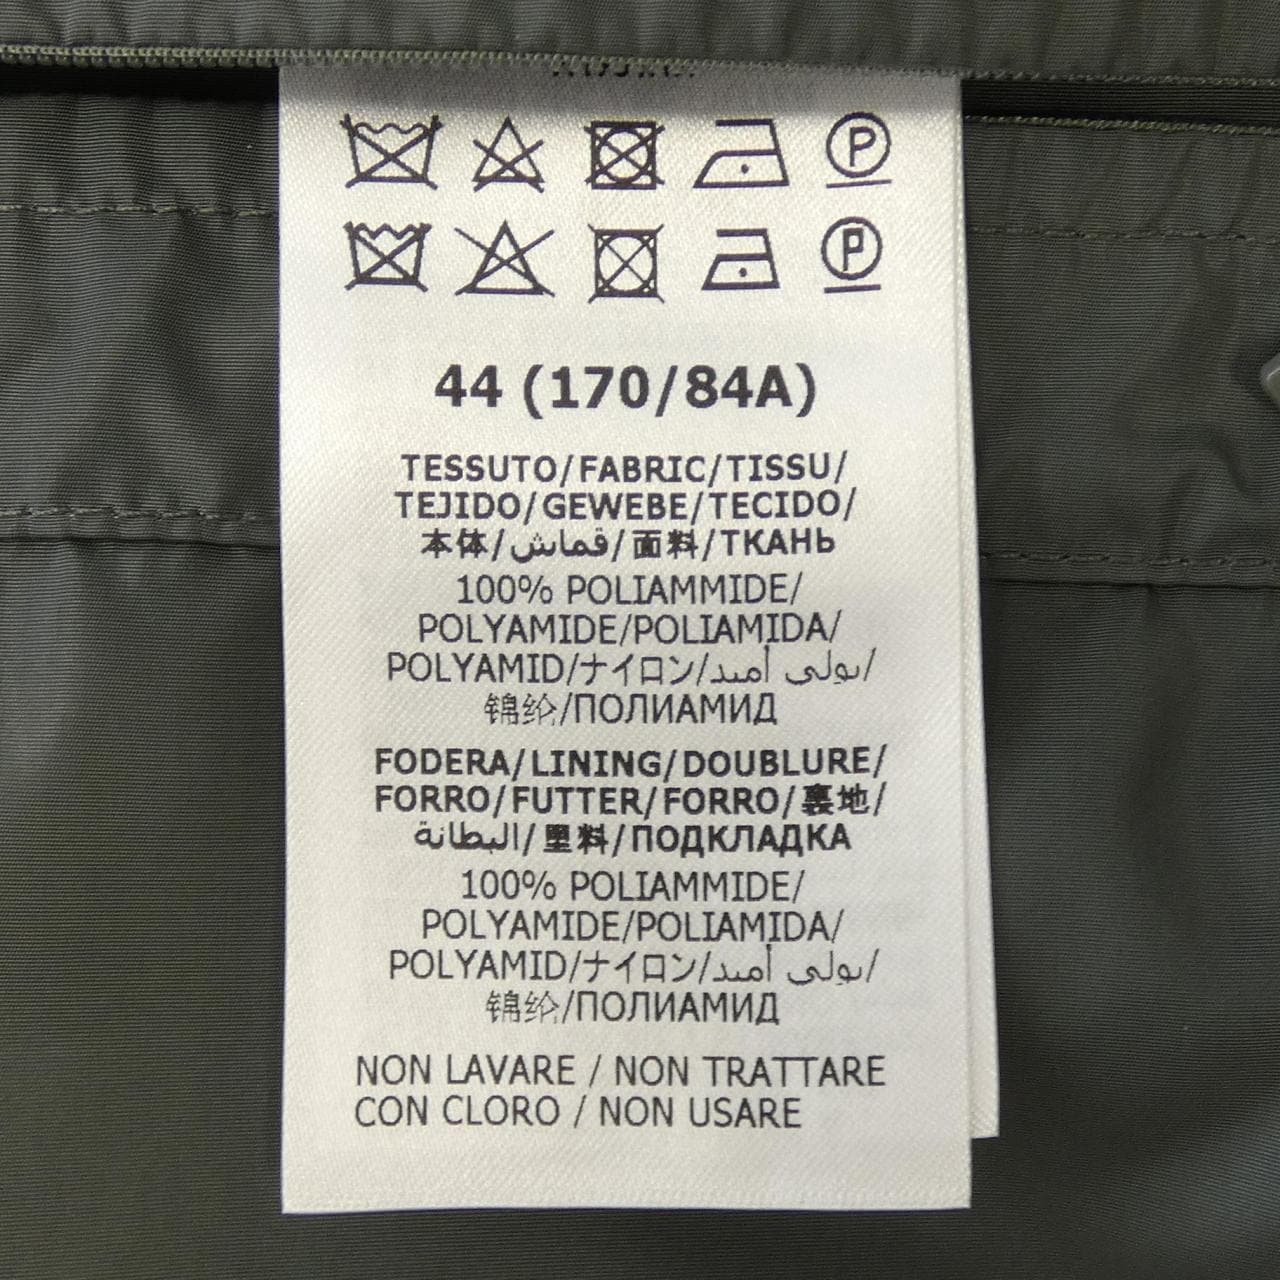 P
P
44 (170/84A)
TESSUTO/FABRIC/TISSU/
TEJIDO/GEWEBE/TECIDO/
本体/قماش/面料/ТКАНЬ
100% POLIAMMIDE/
POLYAMIDE/POLIAMIDA/
POLYAMID/ナイロン/بولي أميد/
锦纶/ПОЛИАМИД
FODERA/LINING/DOUBLURE/
FORRO/FUTTER/FORRO/裏地/
البطانة/里料/ПОДКЛАДКА
100% POLIAMMIDE/
POLYAMIDE/POLIAMIDA/
POLYAMID/ナイロン/بولي أميد/
锦纶/ПОЛИАМИД
NON LAVARE / NON TRATTARE
CON CLORO / NON USARE